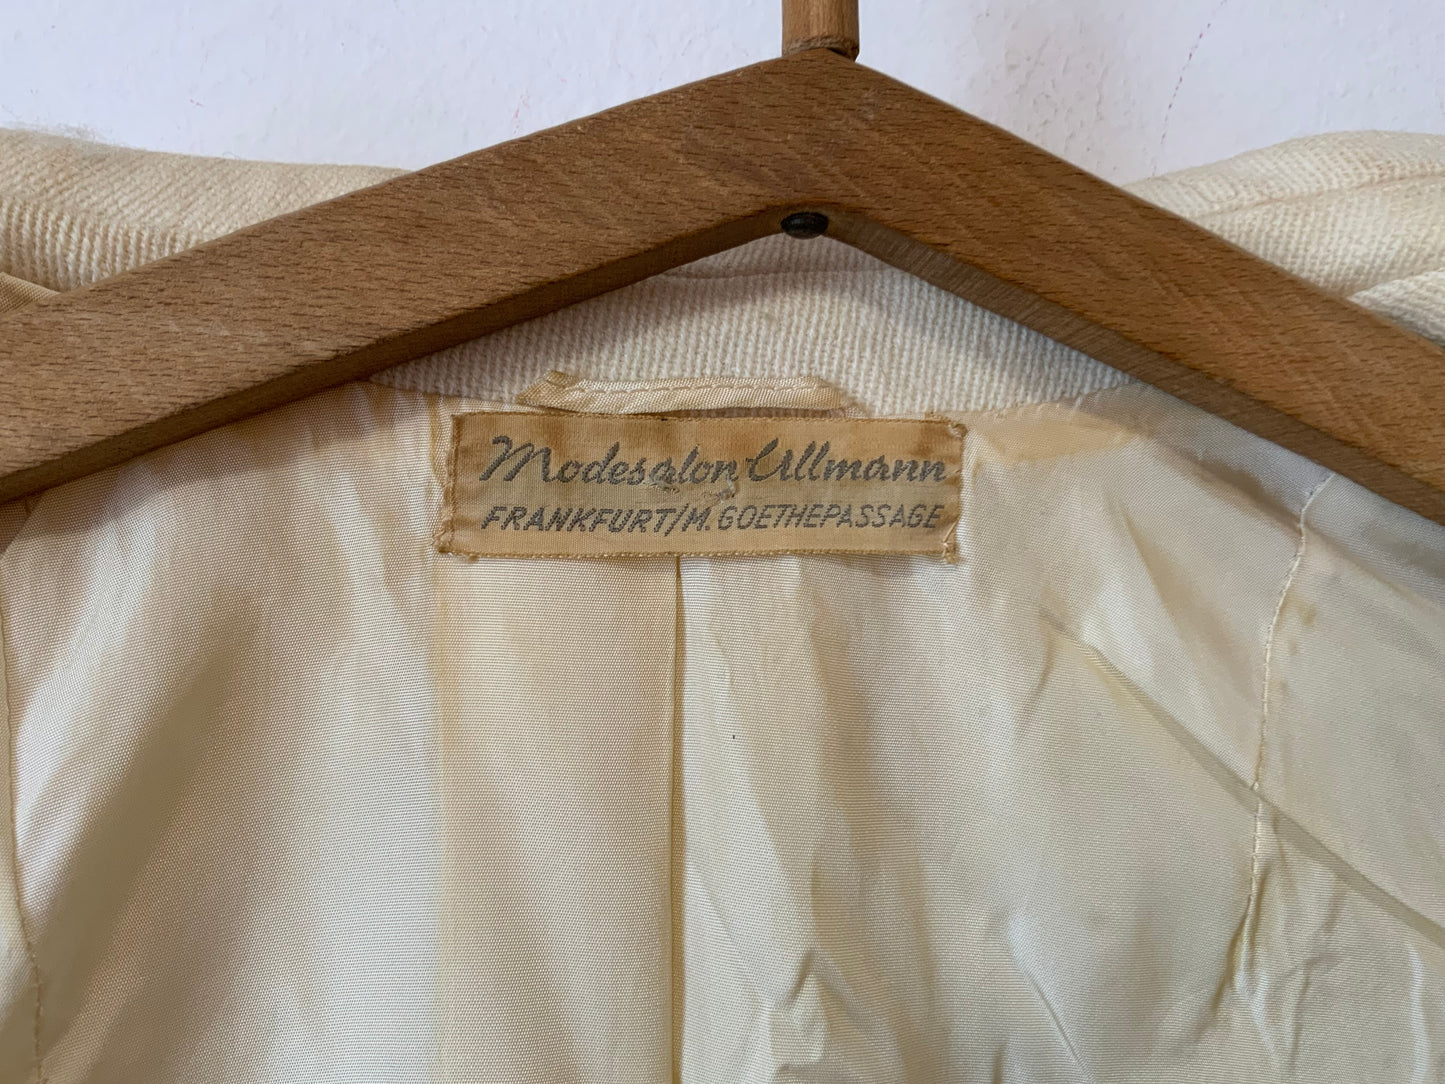 Modesalon Ullmann
FRANKFURT/M. GOETHEPASSAGE